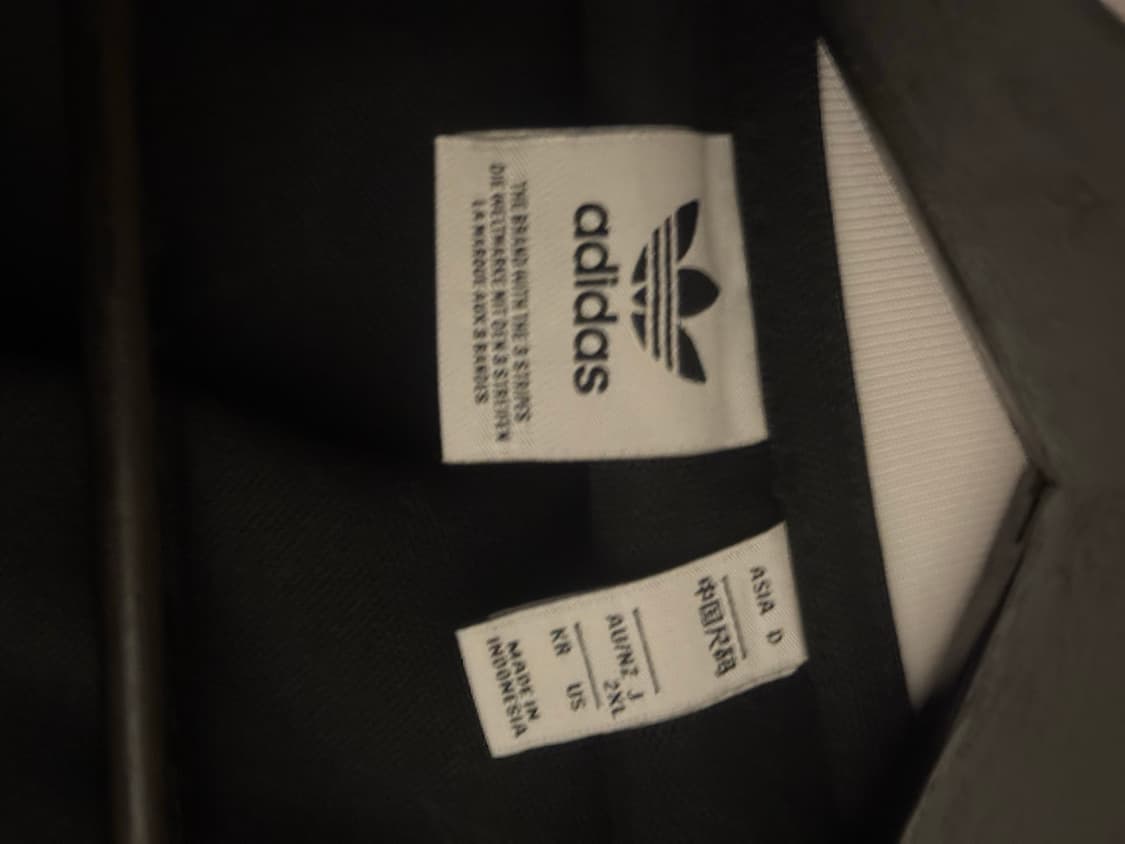 adidas
THE BRAND WITH THE 3 STRIPES
DIE WELTMARKE MIT DEN 3 STREIFEN
LA MARQUE AUX 3 BANDES
ASIA D
中国尺码
AU/NZ J
2XL
KR US
MADE IN
INDONESIA